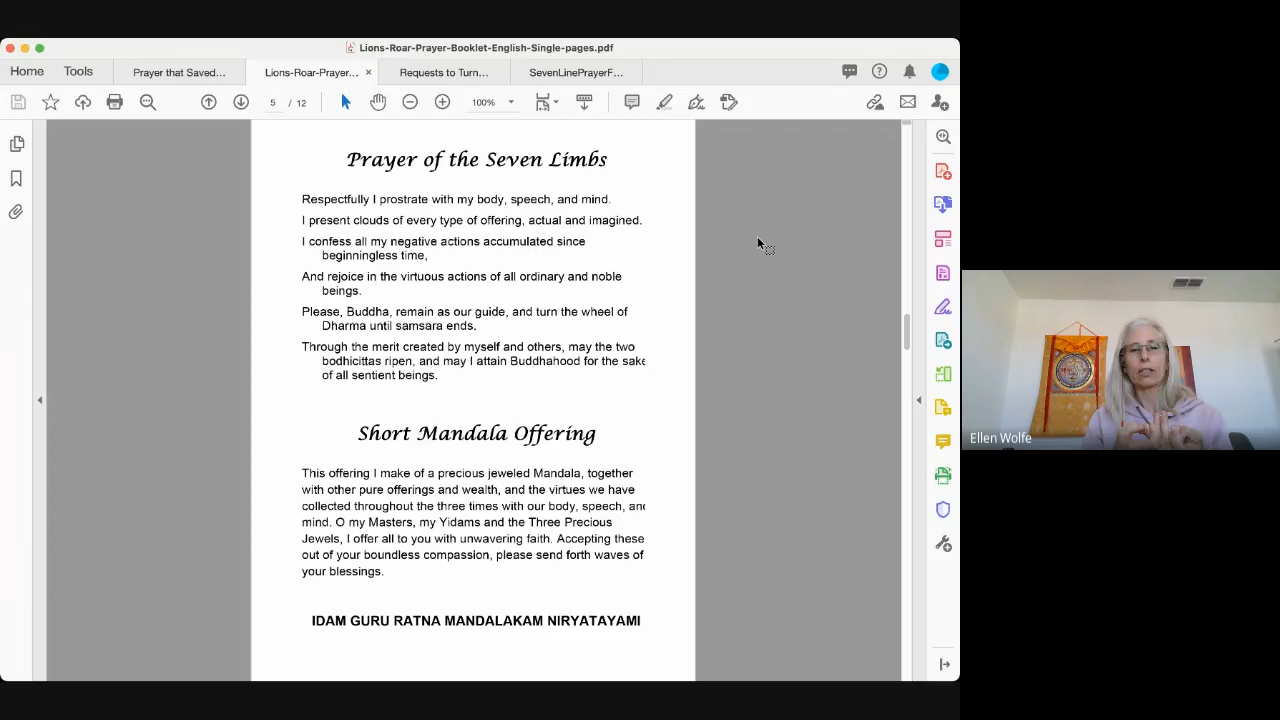 Lions-Roar-Prayer-Booklet-English-Single-pages.pdf
Home Tools Prayer that Saved... Lions-Roar-Prayer... × Requests to Turn... SevenLinePrayerF...
5 / 12 100%
Prayer of the Seven Limbs
Respectfully I prostrate with my body, speech, and mind.
I present clouds of every type of offering, actual and imagined.
I confess all my negative actions accumulated since
beginningless time,
And rejoice in the virtuous actions of all ordinary and noble
beings.
Please, Buddha, remain as our guide, and turn the wheel of
Dharma until samsara ends.
Through the merit created by myself and others, may the two
bodhicittas ripen, and may I attain Buddhahood for the sake
of all sentient beings.
Short Mandala Offering
This offering I make of a precious jeweled Mandala, together
with other pure offerings and wealth, and the virtues we have
collected throughout the three times with our body, speech, and
mind. O my Masters, my Yidams and the Three Precious
Jewels, I offer all to you with unwavering faith. Accepting these
out of your boundless compassion, please send forth waves of
your blessings.
IDAM GURU RATNA MANDALAKAM NIRYATAYAMI
Ellen Wolfe